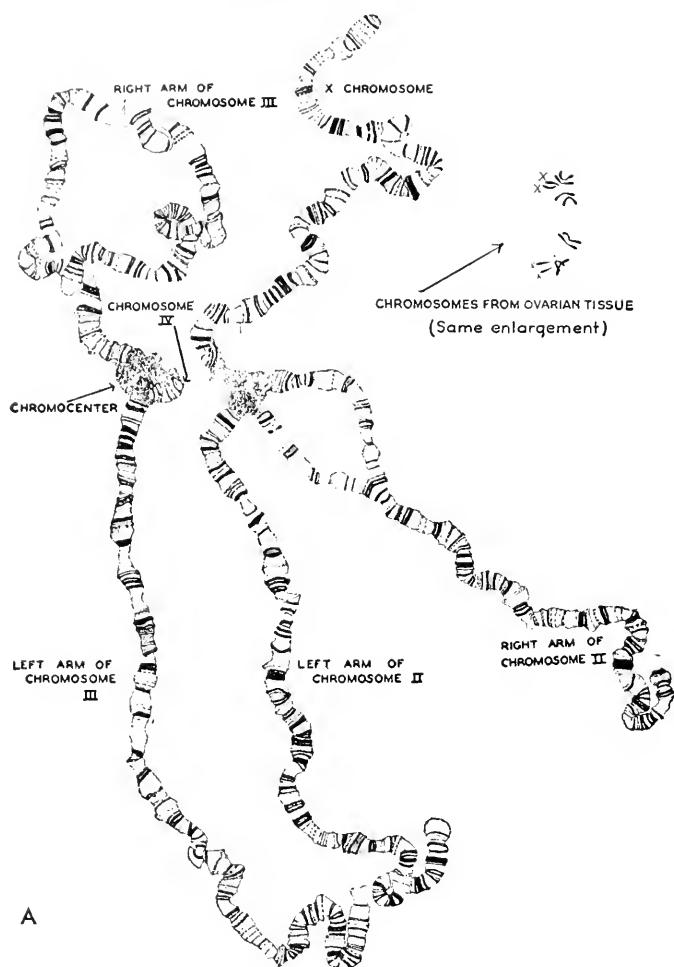 RIGHT ARM OF
CHROMOSOME III
X CHROMOSOME
X
X
CHROMOSOMES FROM OVARIAN TISSUE
(Same enlargement)
CHROMOSOME
IV
CHROMOCENTER
LEFT ARM OF
CHROMOSOME
III
LEFT ARM OF
CHROMOSOME II
RIGHT ARM OF
CHROMOSOME II
A